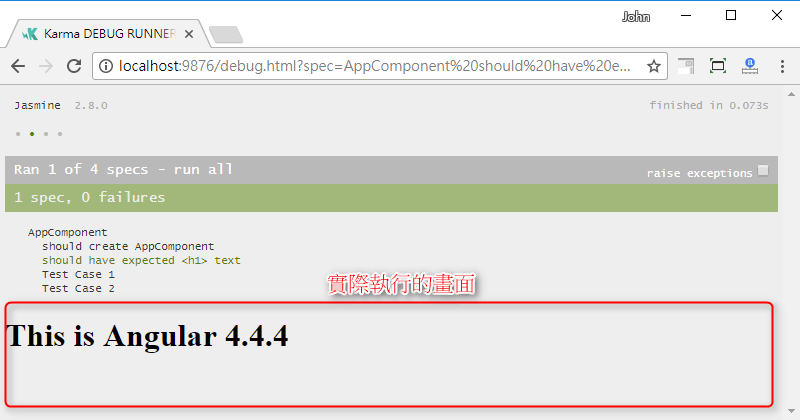 John
Karma DEBUG RUNNER
localhost:9876/debug.html?spec=AppComponent%20should%20have%20e...
Jasmine 2.8.0
finished in 0.073s
Ran 1 of 4 specs - run all
raise exceptions
1 spec, 0 failures
AppComponent
should create AppComponent
should have expected <h1> text
Test Case 1
Test Case 2
實際執行的畫面
This is Angular 4.4.4